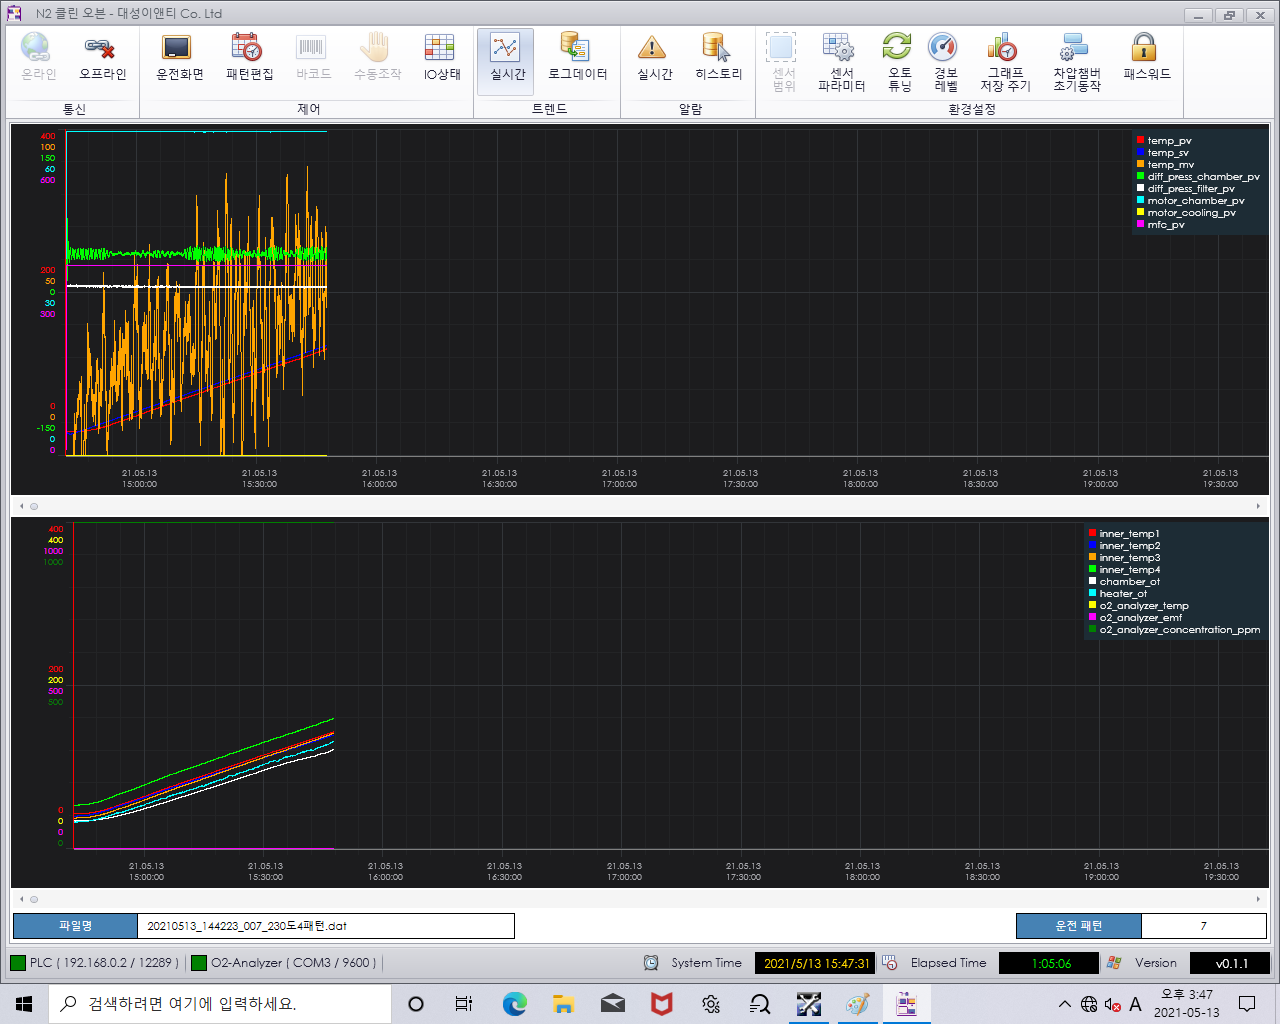 N2 클린 오븐 - 대성이앤티 Co. Ltd
온라인 오프라인 운전화면 패턴편집 바코드 수동조작 IO상태 실시간 로그데이터 실시간 히스토리 센서 범위 센서 파라미터 오토 튜닝 경보 레벨 그래프 저장 주기 차압챔버 초기동작 패스워드
통신 제어 트렌드 알람 환경설정
400
100
150
60
600
200
50
0
30
300
0
0
-150
0
0
temp_pv
temp_sv
temp_mv
diff_press_chamber_pv
diff_press_filter_pv
motor_chamber_pv
motor_cooling_pv
mfc_pv
21.05.13 21.05.13 21.05.13 21.05.13 21.05.13 21.05.13 21.05.13 21.05.13 21.05.13 21.05.13
15:00:00 15:30:00 16:00:00 16:30:00 17:00:00 17:30:00 18:00:00 18:30:00 19:00:00 19:30:00
400
400
1000
1000
200
200
500
500
0
0
0
0
inner_temp1
inner_temp2
inner_temp3
inner_temp4
chamber_ot
heater_ot
o2_analyzer_temp
o2_analyzer_emf
o2_analyzer_concentration_ppm
21.05.13 21.05.13 21.05.13 21.05.13 21.05.13 21.05.13 21.05.13 21.05.13 21.05.13 21.05.13
15:00:00 15:30:00 16:00:00 16:30:00 17:00:00 17:30:00 18:00:00 18:30:00 19:00:00 19:30:00
파일명 20210513_144223_007_230도4패턴.dat 운전 패턴 7
PLC ( 192.168.0.2 / 12289 ) O2-Analyzer ( COM3 / 9600 ) System Time 2021/5/13 15:47:31 Elapsed Time 1:05:06 Version v0.1.1
검색하려면 여기에 입력하세요. A 오후 3:47
2021-05-13